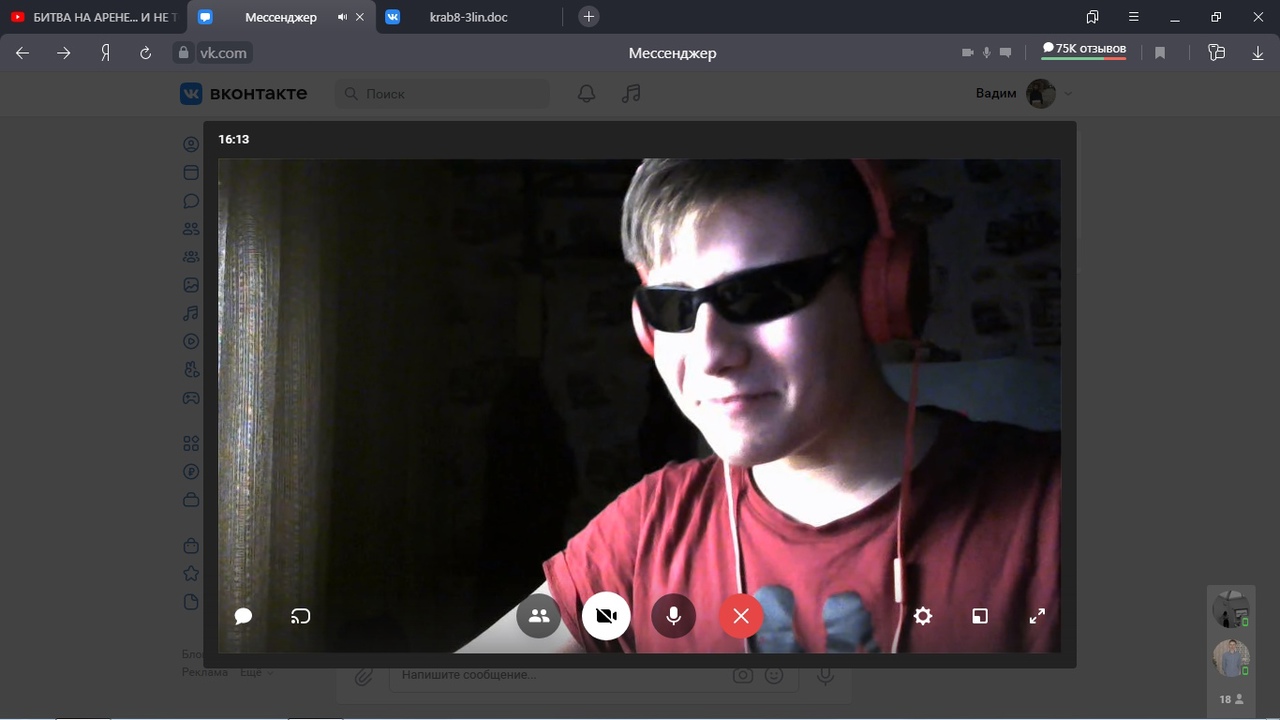 БИТВА НА АРЕНЕ... И НЕ Т
Мессенджер
krab8-3lin.doc
vk.com
Мессенджер
75K отзывов
вконтакте
Поиск
Вадим
16:13
Блог
Реклама Ещё
Напишите сообщение...
18